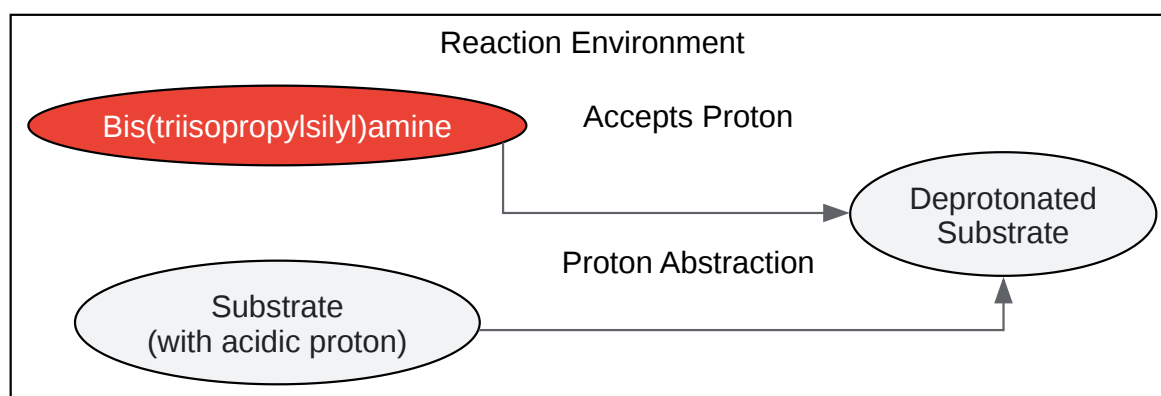 Reaction Environment
Bis(triisopropylsilyl)amine
Accepts Proton
Deprotonated
Substrate
Proton Abstraction
Substrate
(with acidic proton)